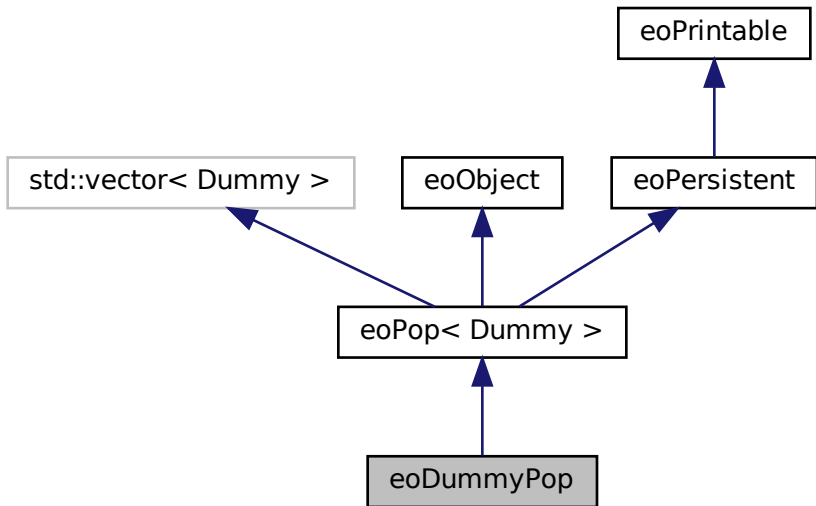 eoPrintable
std::vector< Dummy >
eoObject
eoPersistent
eoPop< Dummy >
eoDummyPop